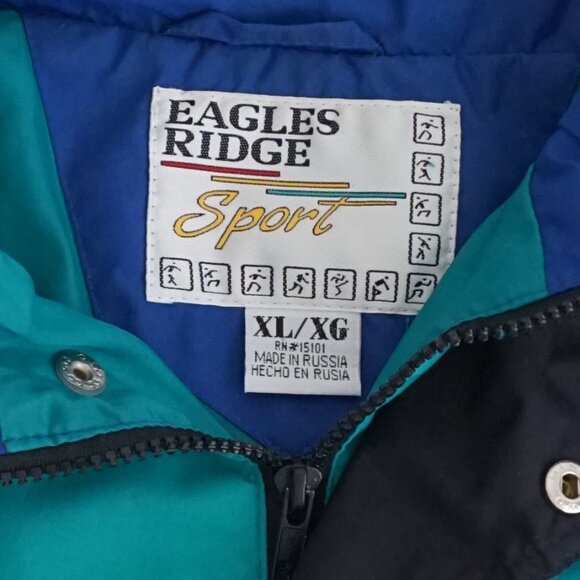 EAGLES
RIDGE
Sport
XL/XG
RN#15101
MADE IN RUSSIA
HECHO EN RUSIA